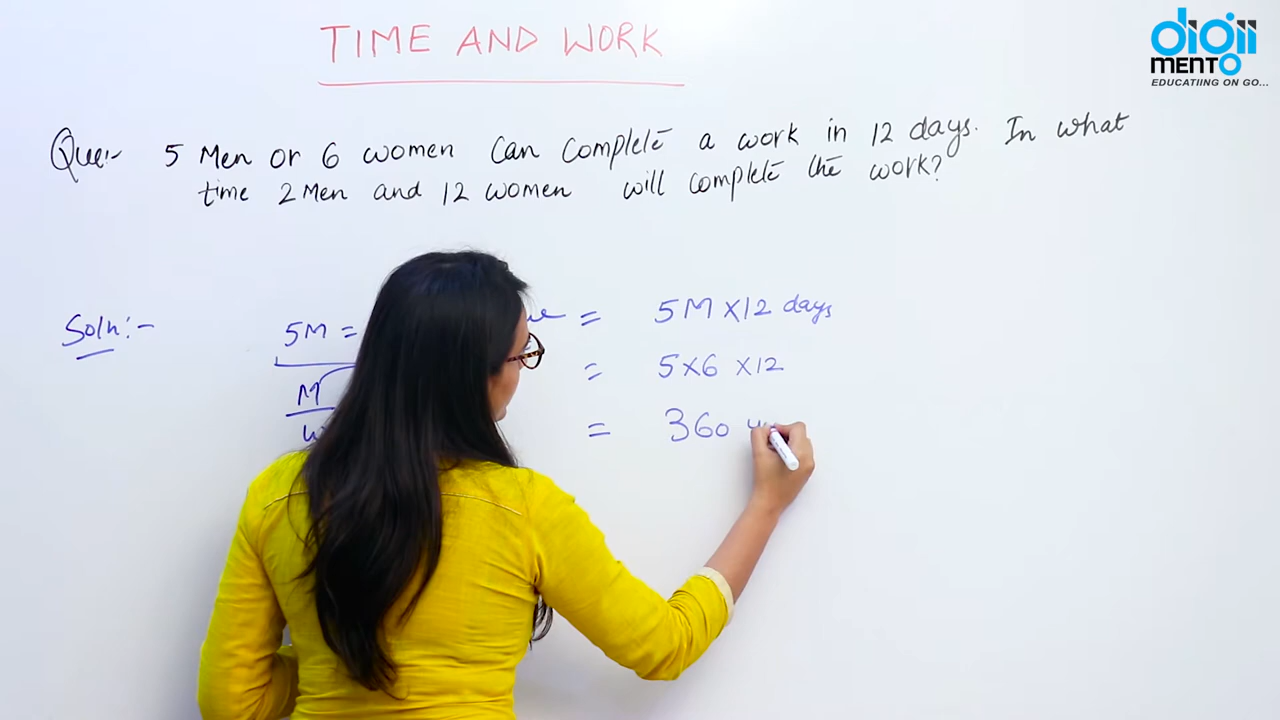 digii
MENTO
EDUCATIING ON GO...
TIME AND WORK
Que:- 5 Men or 6 women can complete a work in 12 days. In what
time 2 Men and 12 women will complete the work?
Soln:- 5M = = 5M X 12 days
M = 5X6 X12
W = 360